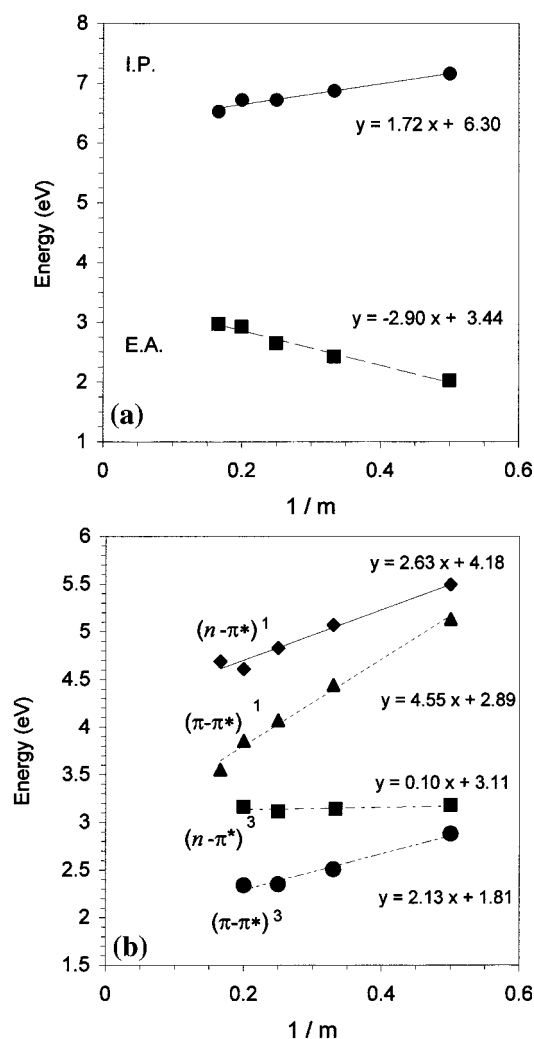 8
I.P.
7
y = 1.72 x + 6.30
6
5
Energy (eV)
4
3
y = -2.90 x + 3.44
E.A.
2
(a)
1
0 0.2 0.4 0.6
1 / m
6
y = 2.63 x + 4.18
5.5
(n -π*)1
5
4.5
(π-π*)1
y = 4.55 x + 2.89
4
Energy (eV)
3.5
y = 0.10 x + 3.11
3
(n -π*)3
2.5
y = 2.13 x + 1.81
(π-π*)3
2
(b)
1.5
0 0.2 0.4 0.6
1 / m